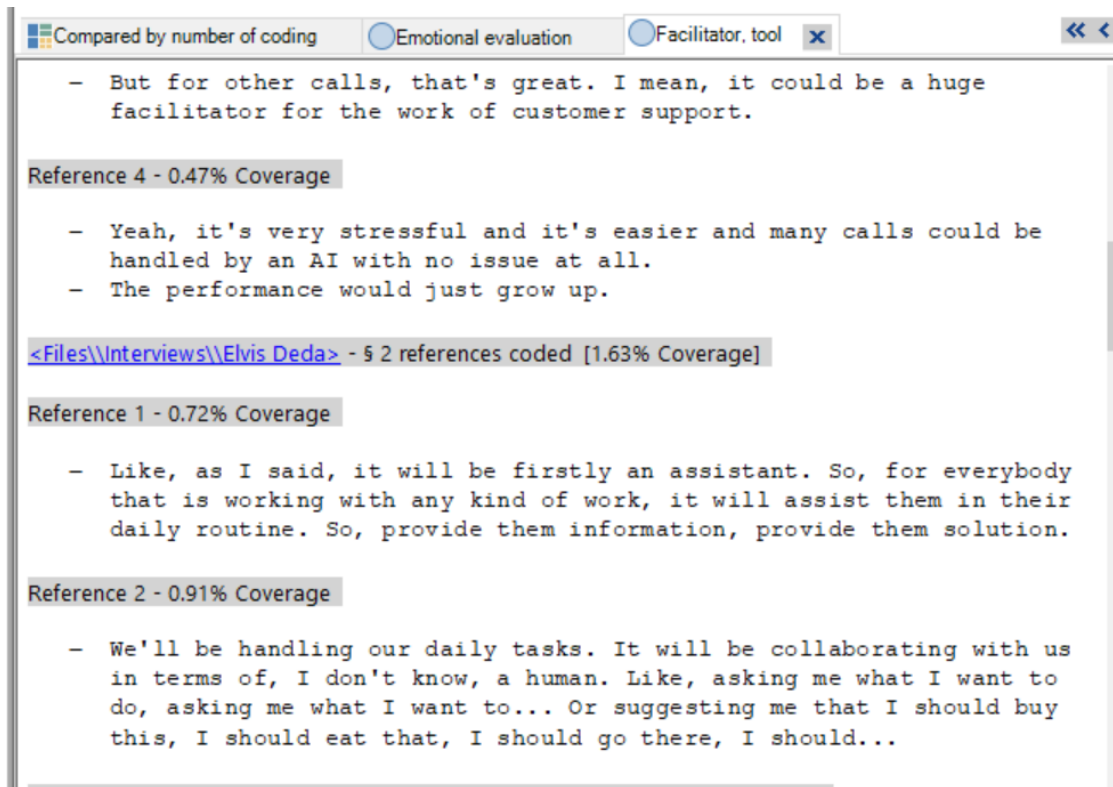 Compared by number of coding Emotional evaluation Facilitator, tool x « <
– But for other calls, that's great. I mean, it could be a huge
facilitator for the work of customer support.
Reference 4 - 0.47% Coverage
– Yeah, it's very stressful and it's easier and many calls could be
handled by an AI with no issue at all.
– The performance would just grow up.
<Files\\Interviews\\Elvis Deda> - § 2 references coded [1.63% Coverage]
Reference 1 - 0.72% Coverage
– Like, as I said, it will be firstly an assistant. So, for everybody
that is working with any kind of work, it will assist them in their
daily routine. So, provide them information, provide them solution.
Reference 2 - 0.91% Coverage
– We'll be handling our daily tasks. It will be collaborating with us
in terms of, I don't know, a human. Like, asking me what I want to
do, asking me what I want to... Or suggesting me that I should buy
this, I should eat that, I should go there, I should...